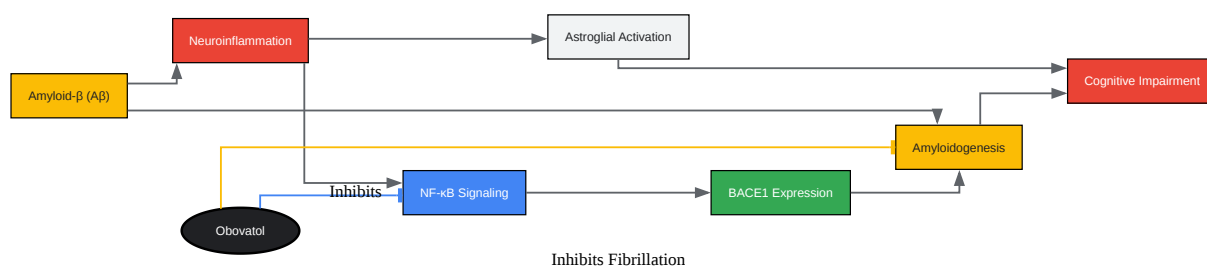 Neuroinflammation
Astroglial Activation
Amyloid-β (Aβ)
Cognitive Impairment
Amyloidogenesis
Inhibits
NF-κB Signaling
BACE1 Expression
Obovatol
Inhibits Fibrillation